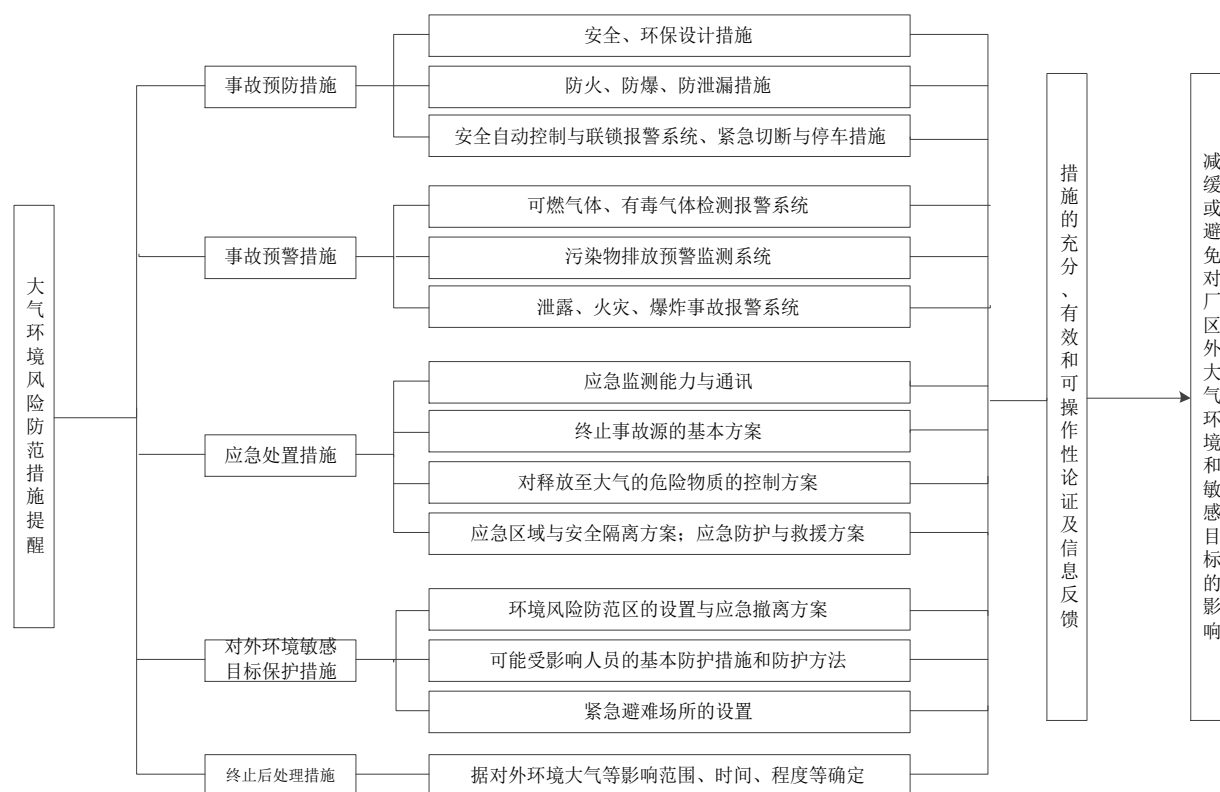 大气环境风险防范措施提醒
事故预防措施
安全、环保设计措施
防火、防爆、防泄漏措施
安全自动控制与联锁报警系统、紧急切断与停车措施
事故预警措施
可燃气体、有毒气体检测报警系统
污染物排放预警监测系统
泄露、火灾、爆炸事故报警系统
应急处置措施
应急监测能力与通讯
终止事故源的基本方案
对释放至大气的危险物质的控制方案
应急区域与安全隔离方案；应急防护与救援方案
对外环境敏感
目标保护措施
环境风险防范区的设置与应急撤离方案
可能受影响人员的基本防护措施和防护方法
紧急避难场所的设置
终止后处理措施
据对外环境大气等影响范围、时间、程度等确定
措施的充分、有效和可操作性论证及信息反馈
减缓或避免对厂区外大气环境和敏感目标的影响